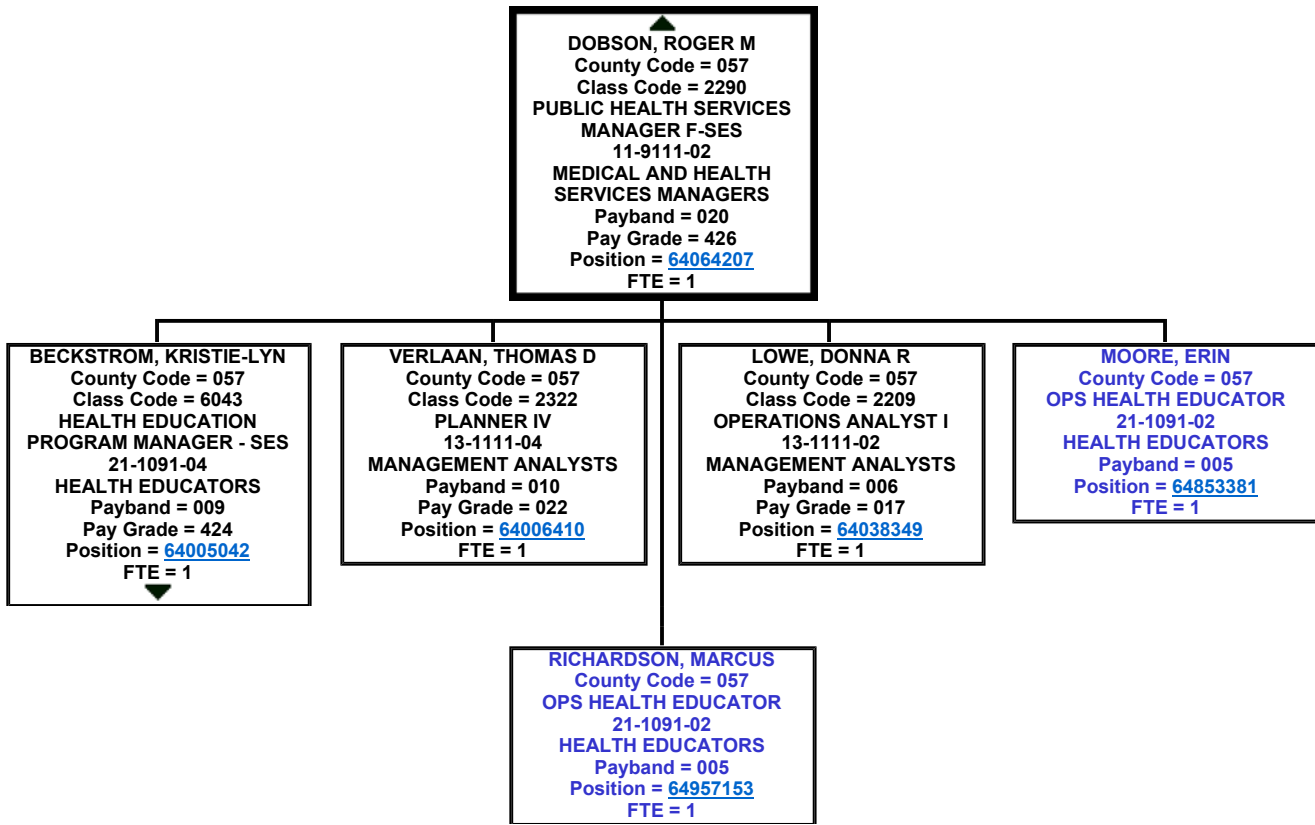 DOBSON, ROGER M
County Code = 057
Class Code = 2290
PUBLIC HEALTH SERVICES
MANAGER F-SES
11-9111-02
MEDICAL AND HEALTH
SERVICES MANAGERS
Payband = 020
Pay Grade = 426
Position = 64064207
FTE = 1
BECKSTROM, KRISTIE-LYN
County Code = 057
Class Code = 6043
HEALTH EDUCATION
PROGRAM MANAGER - SES
21-1091-04
HEALTH EDUCATORS
Payband = 009
Pay Grade = 424
Position = 64005042
FTE = 1
VERLAAN, THOMAS D
County Code = 057
Class Code = 2322
PLANNER IV
13-1111-04
MANAGEMENT ANALYSTS
Payband = 010
Pay Grade = 022
Position = 64006410
FTE = 1
LOWE, DONNA R
County Code = 057
Class Code = 2209
OPERATIONS ANALYST I
13-1111-02
MANAGEMENT ANALYSTS
Payband = 006
Pay Grade = 017
Position = 64038349
FTE = 1
MOORE, ERIN
County Code = 057
OPS HEALTH EDUCATOR
21-1091-02
HEALTH EDUCATORS
Payband = 005
Position = 64853381
FTE = 1
RICHARDSON, MARCUS
County Code = 057
OPS HEALTH EDUCATOR
21-1091-02
HEALTH EDUCATORS
Payband = 005
Position = 64957153
FTE = 1